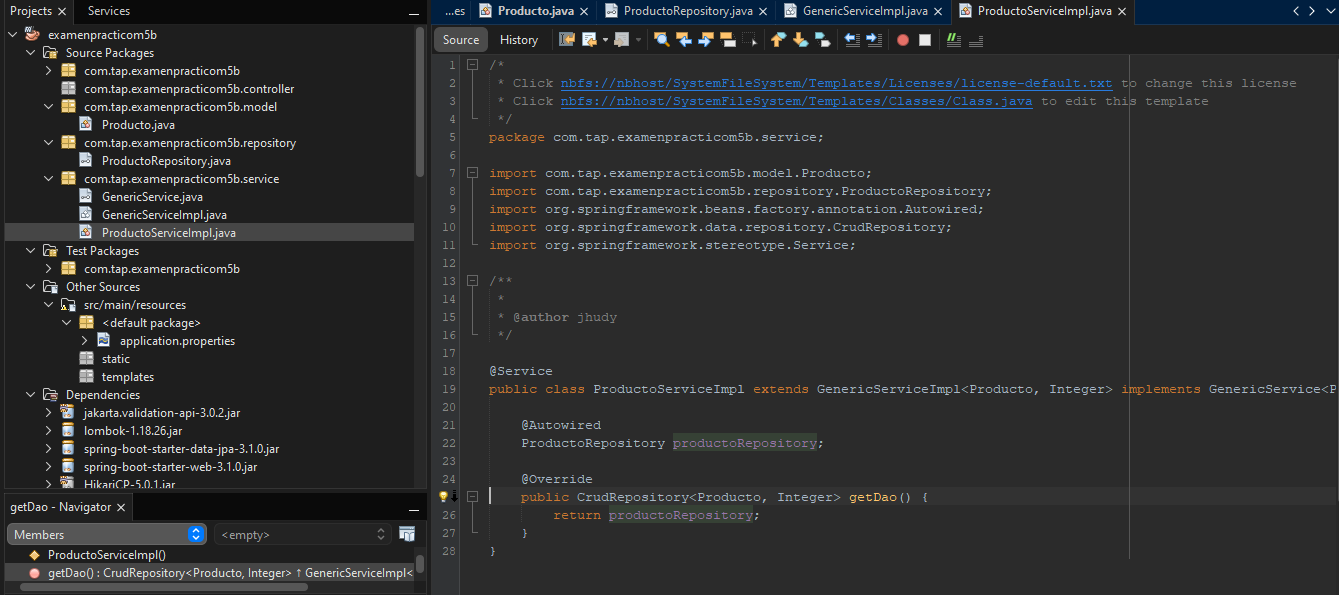 Projects
Services
examenpracticom5b
Source Packages
com.tap.examenpracticom5b
com.tap.examenpracticom5b.controller
com.tap.examenpracticom5b.model
Producto.java
com.tap.examenpracticom5b.repository
ProductoRepository.java
com.tap.examenpracticom5b.service
GenericService.java
GenericServiceImpl.java
ProductoServiceImpl.java
Test Packages
com.tap.examenpracticom5b
Other Sources
src/main/resources
<default package>
application.properties
static
templates
Dependencies
jakarta.validation-api-3.0.2.jar
lombok-1.18.26.jar
spring-boot-starter-data-jpa-3.1.0.jar
spring-boot-starter-web-3.1.0.jar
HikariCP-5.0.1.jar
getDao - Navigator
Members
<empty>
ProductoServiceImpl()
getDao() : CrudRepository<Producto, Integer> ↑ GenericServiceImpl<
...es Producto.java ProductoRepository.java GenericServiceImpl.java ProductoServiceImpl.java
Source History
1 /*
2 * Click nbfs://nbhost/SystemFileSystem/Templates/Licenses/license-default.txt to change this license
3 * Click nbfs://nbhost/SystemFileSystem/Templates/Classes/Class.java to edit this template
4 */
5 package com.tap.examenpracticom5b.service;
6
7 import com.tap.examenpracticom5b.model.Producto;
8 import com.tap.examenpracticom5b.repository.ProductoRepository;
9 import org.springframework.beans.factory.annotation.Autowired;
10 import org.springframework.data.repository.CrudRepository;
11 import org.springframework.stereotype.Service;
12
13 /**
14 *
15 * @author jhudy
16 */
17
18 @Service
19 public class ProductoServiceImpl extends GenericServiceImpl<Producto, Integer> implements GenericService<P
20
21 @Autowired
22 ProductoRepository productoRepository;
23
24 @Override
public CrudRepository<Producto, Integer> getDao() {
26 return productoRepository;
27 }
28 }